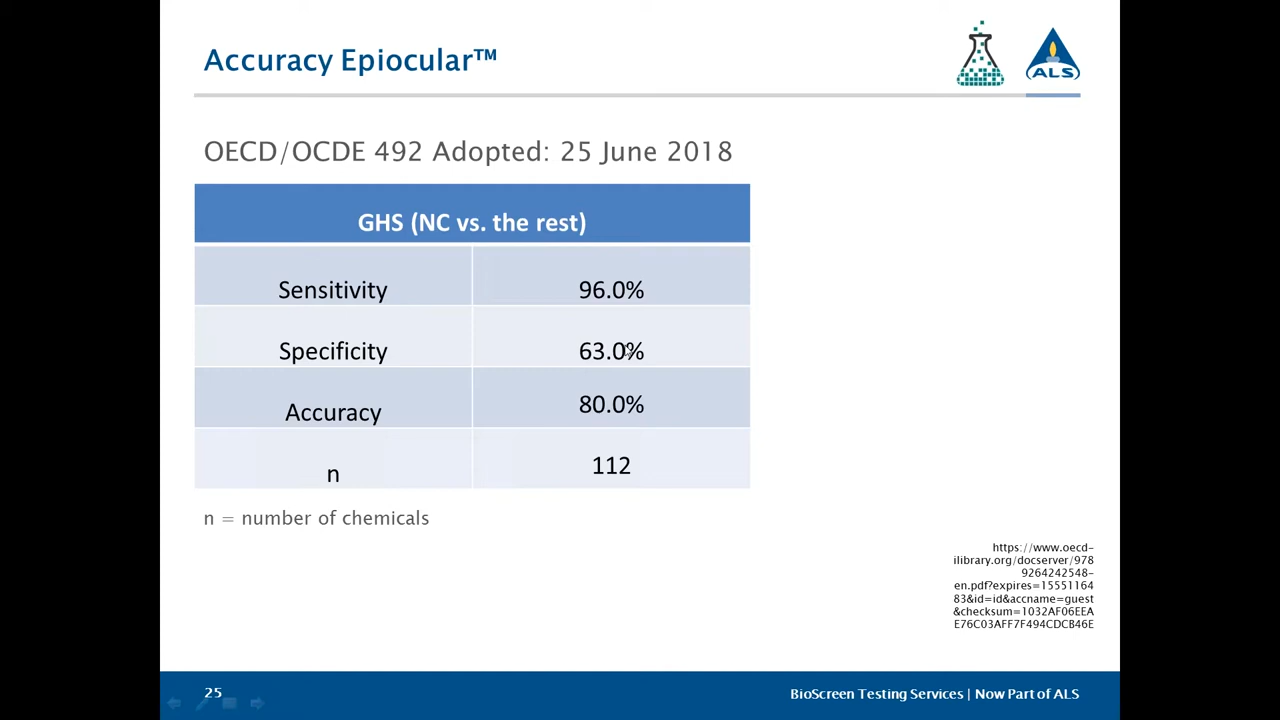 Accuracy Epiocular™
ALS
OECD/OCDE 492 Adopted: 25 June 2018
GHS (NC vs. the rest)
Sensitivity 96.0%
Specificity 63.0%
Accuracy 80.0%
n 112
n = number of chemicals
https://www.oecd-
ilibrary.org/docserver/978
9264242548-
en.pdf?expires=15551164
83&id=id&accname=guest
&checksum=1032AF06EEA
E76C03AFF7F494CDCB46E
25
BioScreen Testing Services | Now Part of ALS